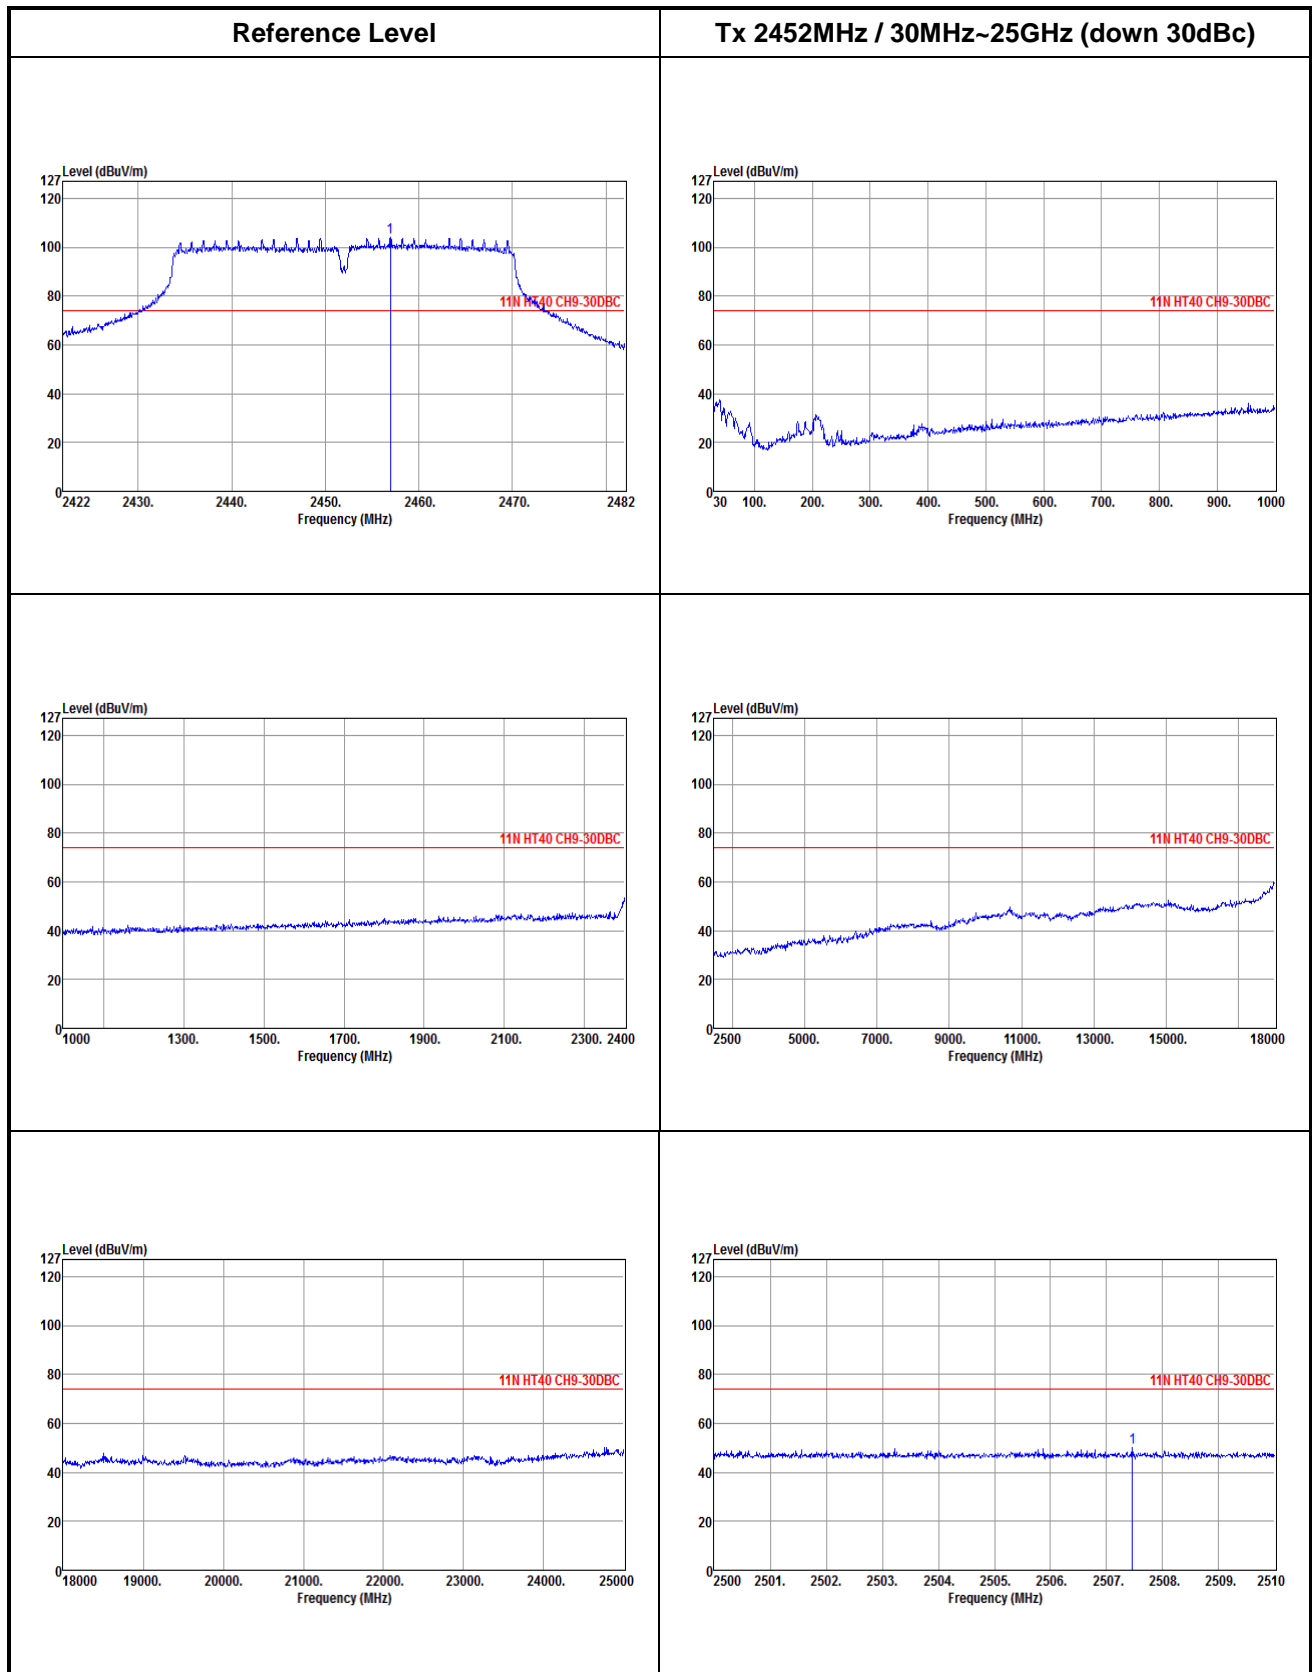 Reference Level
Tx 2452MHz / 30MHz~25GHz (down 30dBc)
Level (dBuV/m)
127
120
100
80
60
40
20
0
1
11N HT40 CH9-30DBC
2422 2430. 2440. 2450. 2460. 2470. 2482
Frequency (MHz)
Level (dBuV/m)
127
120
100
80
60
40
20
0
11N HT40 CH9-30DBC
30 100. 200. 300. 400. 500. 600. 700. 800. 900. 1000
Frequency (MHz)
Level (dBuV/m)
127
120
100
80
60
40
20
0
11N HT40 CH9-30DBC
1000 1300. 1500. 1700. 1900. 2100. 2300. 2400
Frequency (MHz)
Level (dBuV/m)
127
120
100
80
60
40
20
0
11N HT40 CH9-30DBC
2500 5000. 7000. 9000. 11000. 13000. 15000. 18000
Frequency (MHz)
Level (dBuV/m)
127
120
100
80
60
40
20
0
11N HT40 CH9-30DBC
18000 19000. 20000. 21000. 22000. 23000. 24000. 25000
Frequency (MHz)
Level (dBuV/m)
127
120
100
80
60
40
20
0
11N HT40 CH9-30DBC
1
2500 2501. 2502. 2503. 2504. 2505. 2506. 2507. 2508. 2509. 2510
Frequency (MHz)